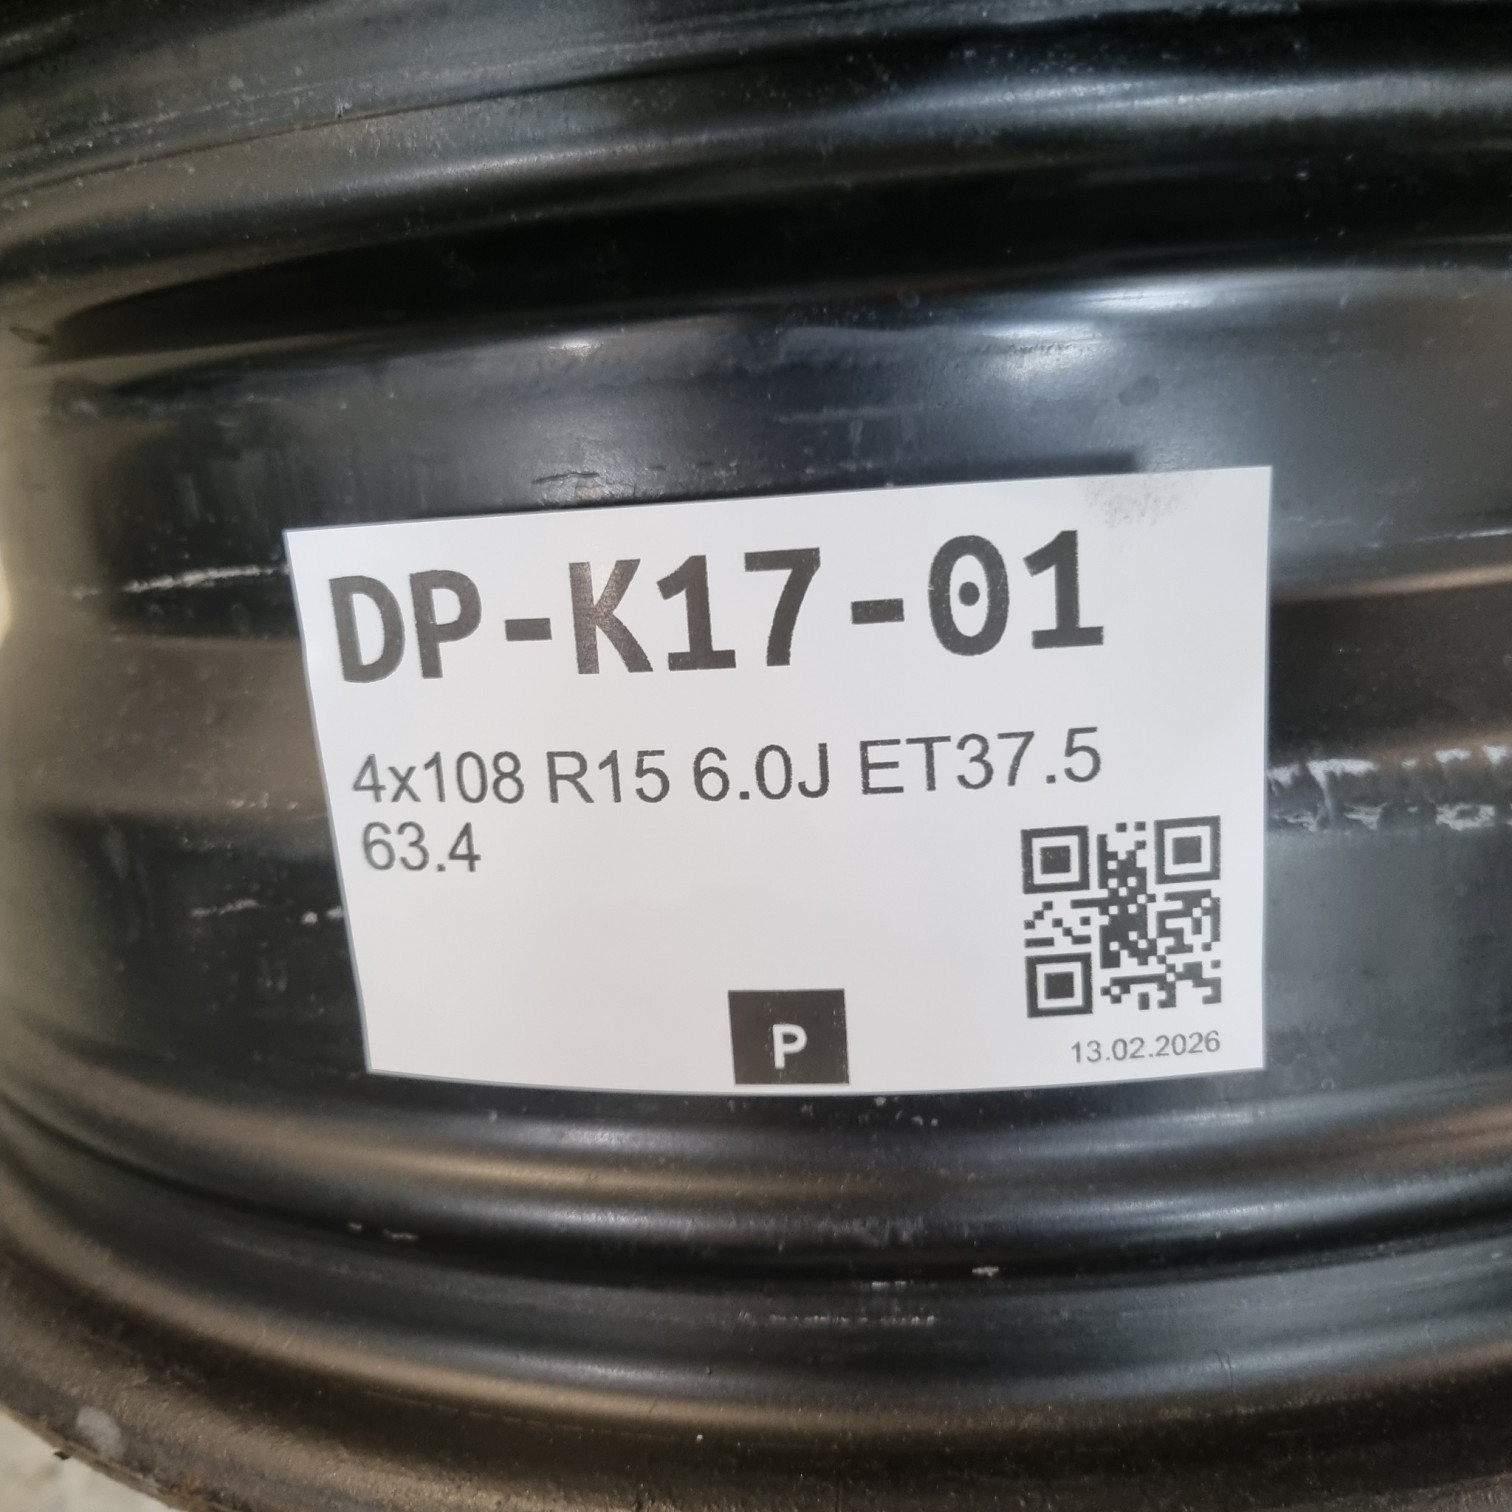 DP-K17-01
4x108 R15 6.0J ET37.5
63.4
P
13.02.2026